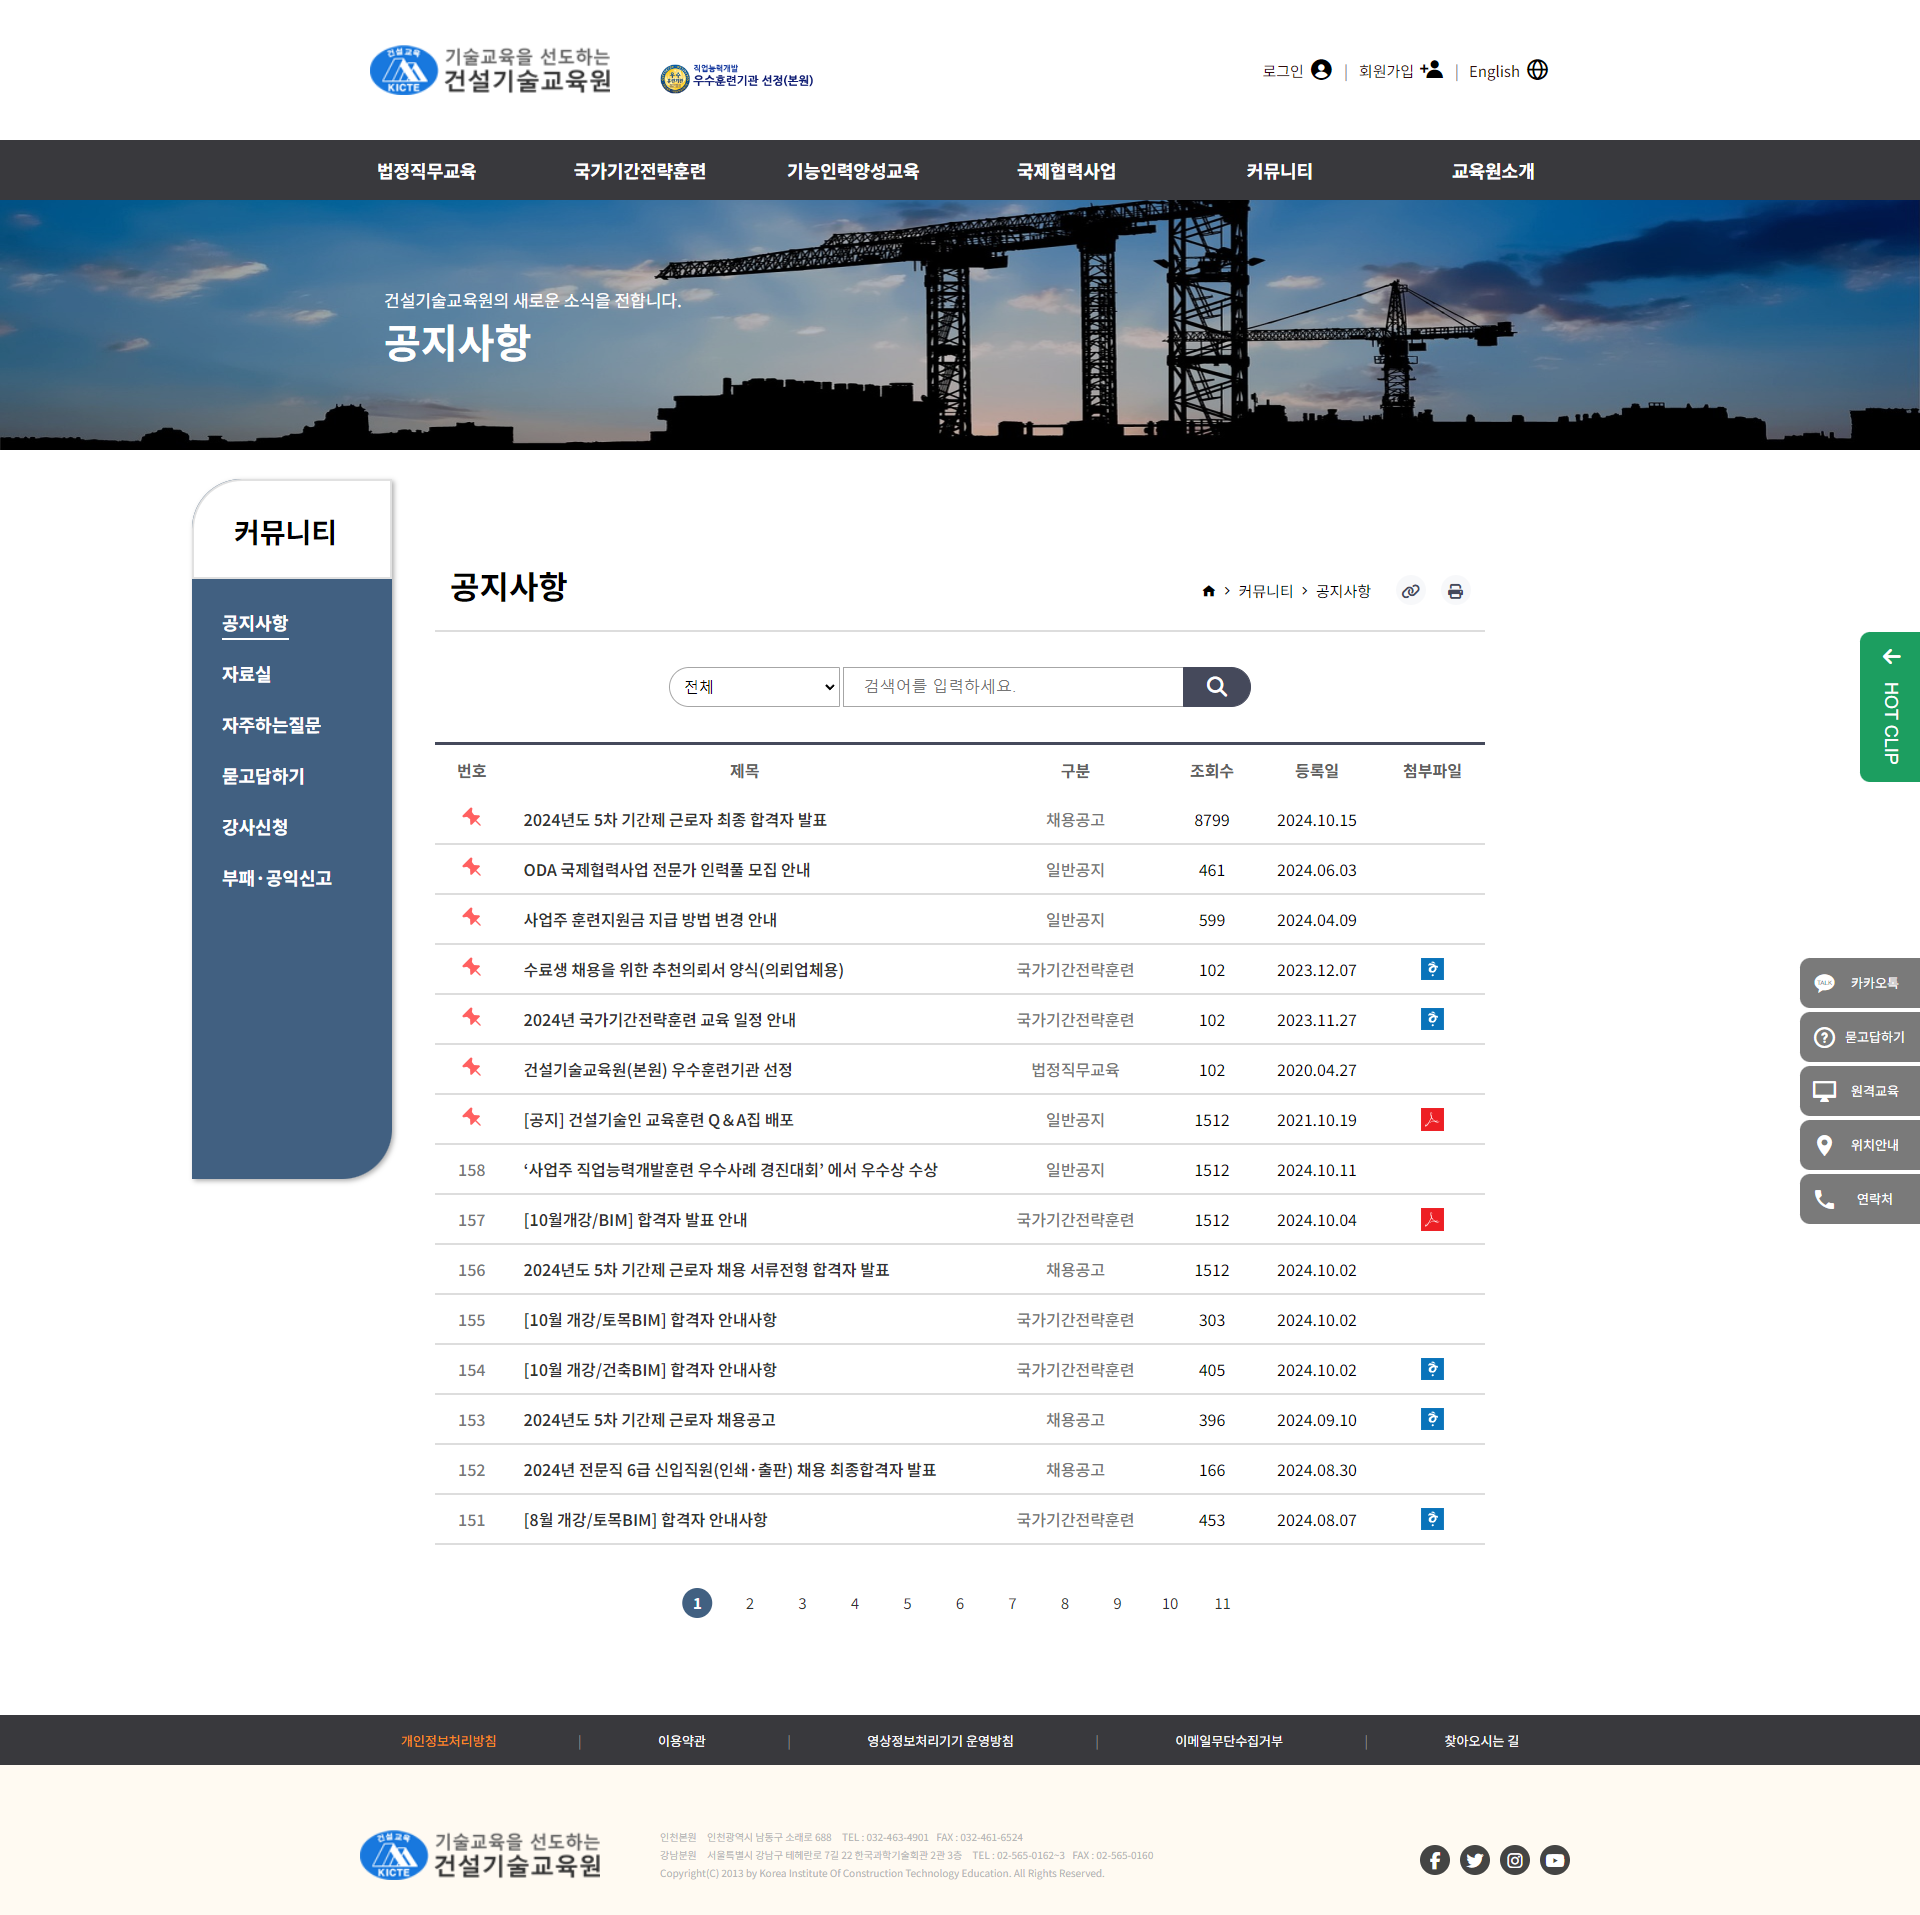 건설교육
KICTE
기술교육을 선도하는
건설기술교육원
직업능력개발
우수훈련기관 선정(본원)
로그인 | 회원가입 | English
법정직무교육 국가기간전략훈련 기능인력양성교육 국제협력사업 커뮤니티 교육원소개
건설기술교육원의 새로운 소식을 전합니다.
공지사항
커뮤니티
공지사항
자료실
자주하는질문
묻고답하기
강사신청
부패·공익신고
공지사항
커뮤니티 > 공지사항
전체 검색어를 입력하세요.
번호 제목 구분 조회수 등록일 첨부파일
2024년도 5차 기간제 근로자 최종 합격자 발표 채용공고 8799 2024.10.15
ODA 국제협력사업 전문가 인력풀 모집 안내 일반공지 461 2024.06.03
사업주 훈련지원금 지급 방법 변경 안내 일반공지 599 2024.04.09
수료생 채용을 위한 추천의뢰서 양식(의뢰업체용) 국가기간전략훈련 102 2023.12.07
2024년 국가기간전략훈련 교육 일정 안내 국가기간전략훈련 102 2023.11.27
건설기술교육원(본원) 우수훈련기관 선정 법정직무교육 102 2020.04.27
[공지] 건설기술인 교육훈련 Q&A집 배포 일반공지 1512 2021.10.19
158 ‘사업주 직업능력개발훈련 우수사례 경진대회’ 에서 우수상 수상 일반공지 1512 2024.10.11
157 [10월개강/BIM] 합격자 발표 안내 국가기간전략훈련 1512 2024.10.04
156 2024년도 5차 기간제 근로자 채용 서류전형 합격자 발표 채용공고 1512 2024.10.02
155 [10월 개강/토목BIM] 합격자 안내사항 국가기간전략훈련 303 2024.10.02
154 [10월 개강/건축BIM] 합격자 안내사항 국가기간전략훈련 405 2024.10.02
153 2024년도 5차 기간제 근로자 채용공고 채용공고 396 2024.09.10
152 2024년 전문직 6급 신입직원(인쇄·출판) 채용 최종합격자 발표 채용공고 166 2024.08.30
151 [8월 개강/토목BIM] 합격자 안내사항 국가기간전략훈련 453 2024.08.07
1 2 3 4 5 6 7 8 9 10 11
HOT CLIP
TALK 카카오톡
묻고답하기
원격교육
위치안내
연락처
개인정보처리방침 | 이용약관 | 영상정보처리기기 운영방침 | 이메일무단수집거부 | 찾아오시는 길
건설교육
KICTE
기술교육을 선도하는
건설기술교육원
인천본원 인천광역시 남동구 소래로 688 TEL : 032-463-4901 FAX : 032-461-6524
강남분원 서울특별시 강남구 테헤란로 7길 22 한국과학기술회관 2관 3층 TEL : 02-565-0162~3 FAX : 02-565-0160
Copyright(C) 2013 by Korea Institute Of Construction Technology Education. All Rights Reserved.